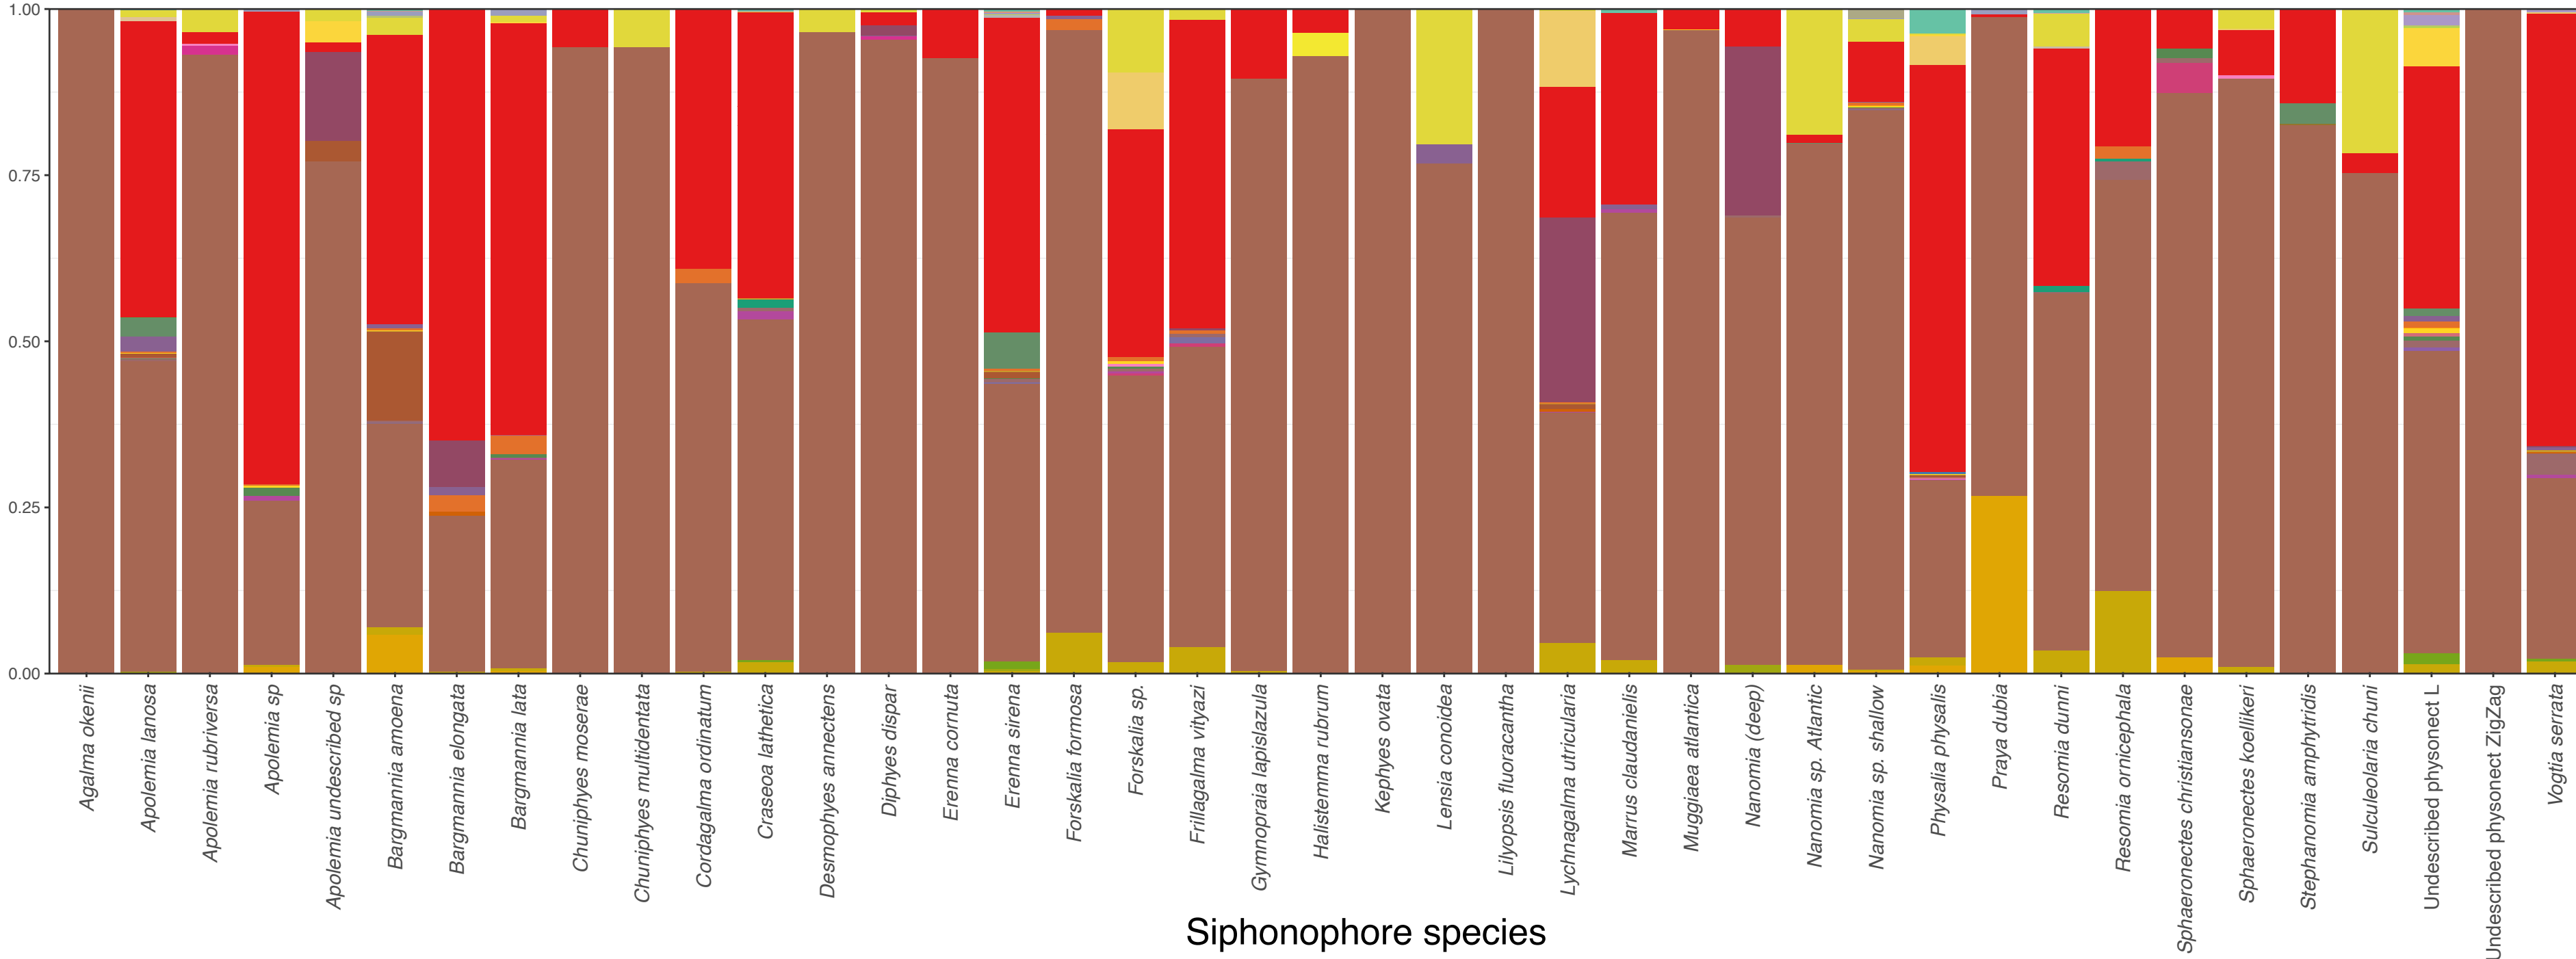 1.00
0.75
0.50
0.25
0.00
Agalma okenii
Apolemia lanosa
Apolemia rubriversa
Apolemia sp
Apolemia undescribed sp
Bargmannia amoena
Bargmannia elongata
Bargmannia lata
Chuniphyes moserae
Chuniphyes multidentata
Cordagalma ordinatum
Craseoa lathetica
Desmophyes annectens
Diphyes dispar
Erenna cornuta
Erenna sirena
Forskalia formosa
Forskalia sp.
Frillagalma vityazi
Gymnopraia lapislazula
Halistemma rubrum
Kephyes ovata
Lensia conoidea
Lilyopsis fluoracantha
Lychnagalma utricularia
Marrus claudanielis
Muggiaea atlantica
Nanomia (deep)
Nanomia sp. Atlantic
Nanomia sp. shallow
Physalia physalis
Praya dubia
Resomia dunni
Resomia ornicephala
Sphaeronectes christiansonae
Sphaeronectes koellikeri
Stephanomia amphytridis
Sulculeolaria chuni
Undescribed physonect L
Undescribed physonect ZigZag
Vogtia serrata
Siphonophore species